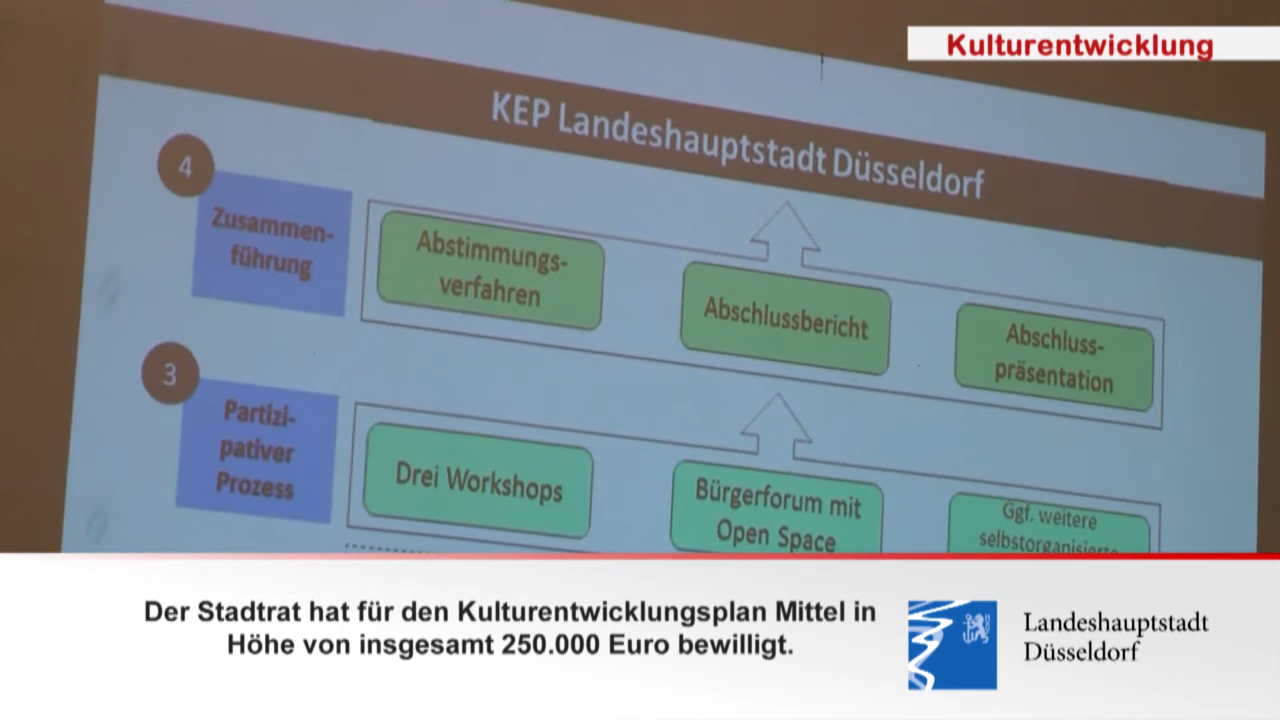 Kulturentwicklung
KEP Landeshauptstadt Düsseldorf
4
Zusammen-
führung
Abstimmungs-
verfahren
Abschlussbericht
Abschluss-
präsentation
3
Partizi-
pativer
Prozess
Drei Workshops
Bürgerforum mit
Open Space
Ggf. weitere
Der Stadtrat hat für den Kulturentwicklungsplan Mittel in
Höhe von insgesamt 250.000 Euro bewilligt.
Landeshauptstadt
Düsseldorf